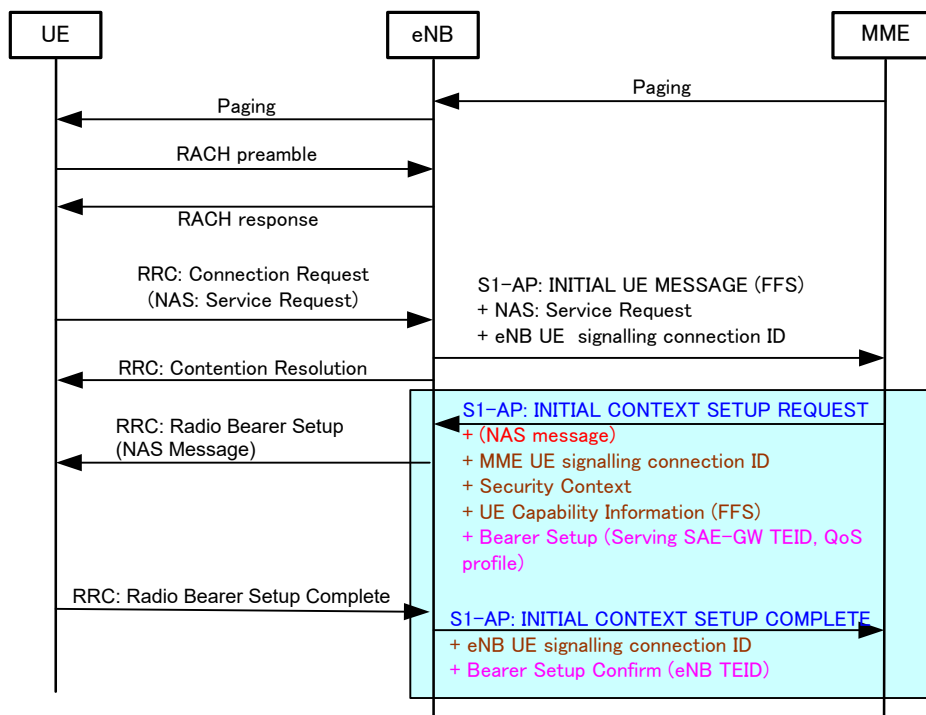 UE
eNB
MME
Paging
Paging
RACH preamble
RACH response
RRC: Connection Request
(NAS: Service Request)
S1-AP: INITIAL UE MESSAGE (FFS)
+ NAS: Service Request
+ eNB UE signalling connection ID
RRC: Contention Resolution
S1-AP: INITIAL CONTEXT SETUP REQUEST
+ (NAS message)
+ MME UE signalling connection ID
+ Security Context
+ UE Capability Information (FFS)
+ Bearer Setup (Serving SAE-GW TEID, QoS
profile)
RRC: Radio Bearer Setup
(NAS Message)
RRC: Radio Bearer Setup Complete
S1-AP: INITIAL CONTEXT SETUP COMPLETE
+ eNB UE signalling connection ID
+ Bearer Setup Confirm (eNB TEID)